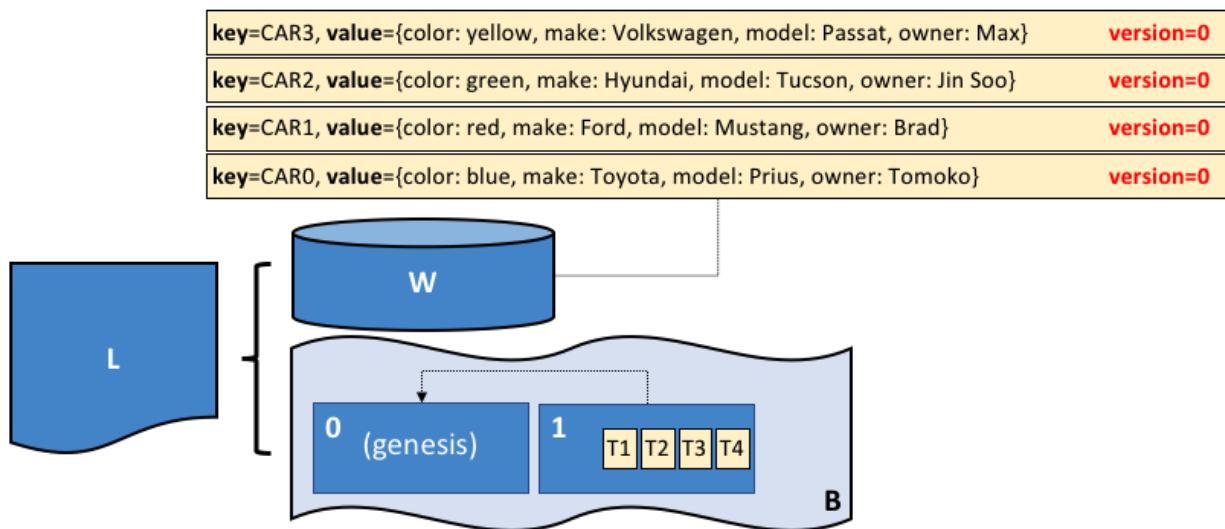 key=CAR3, value={color: yellow, make: Volkswagen, model: Passat, owner: Max} version=0
key=CAR2, value={color: green, make: Hyundai, model: Tucson, owner: Jin Soo} version=0
key=CAR1, value={color: red, make: Ford, model: Mustang, owner: Brad} version=0
key=CAR0, value={color: blue, make: Toyota, model: Prius, owner: Tomoko} version=0
W
L
0
(genesis)
1
T1 T2 T3 T4
B